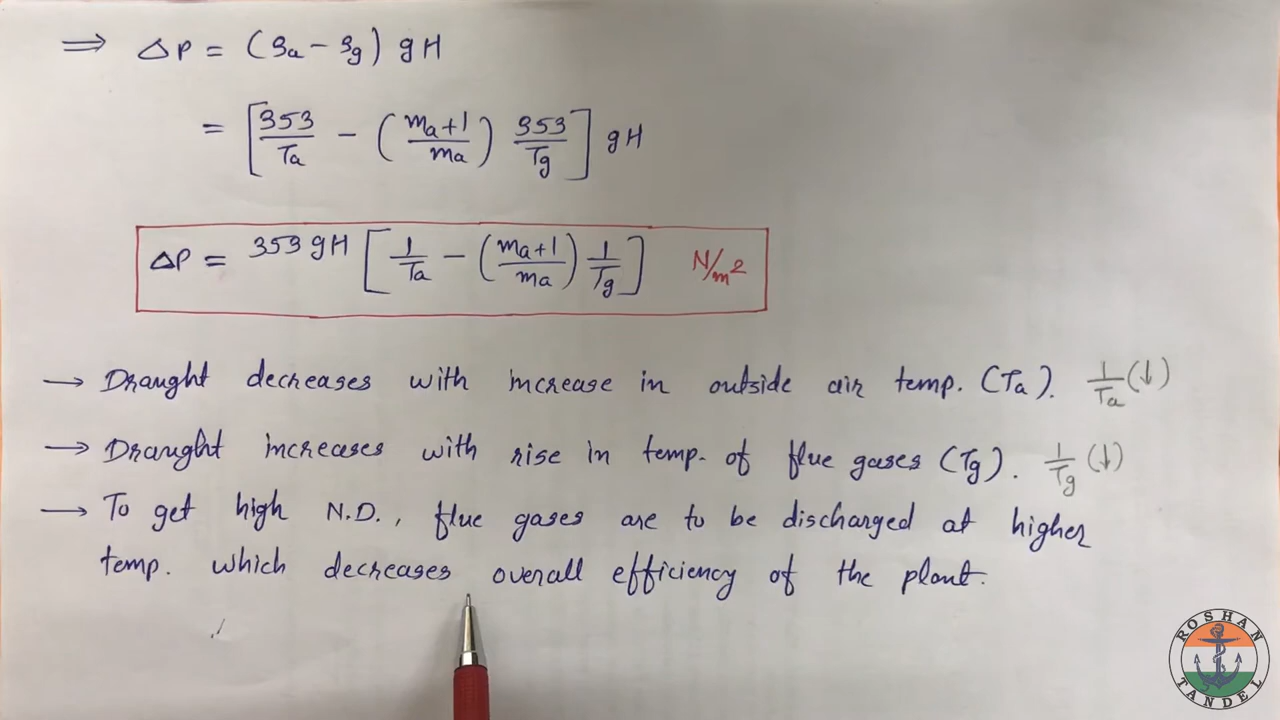 ⇒ ΔP = (ρa − ρg) gH
= [353/Ta − (ma+1/ma) 353/Tg] gH
ΔP = 353 gH [1/Ta − (ma+1/ma) 1/Tg] N/m²
→ Draught decreases with increase in outside air temp. (Ta). 1/Ta (↓)
→ Draught increases with rise in temp. of flue gases (Tg). 1/Tg (↓)
→ To get high N.D., flue gases are to be discharged at higher
temp. which decreases overall efficiency of the plant.
ROSHAN
TANDEL